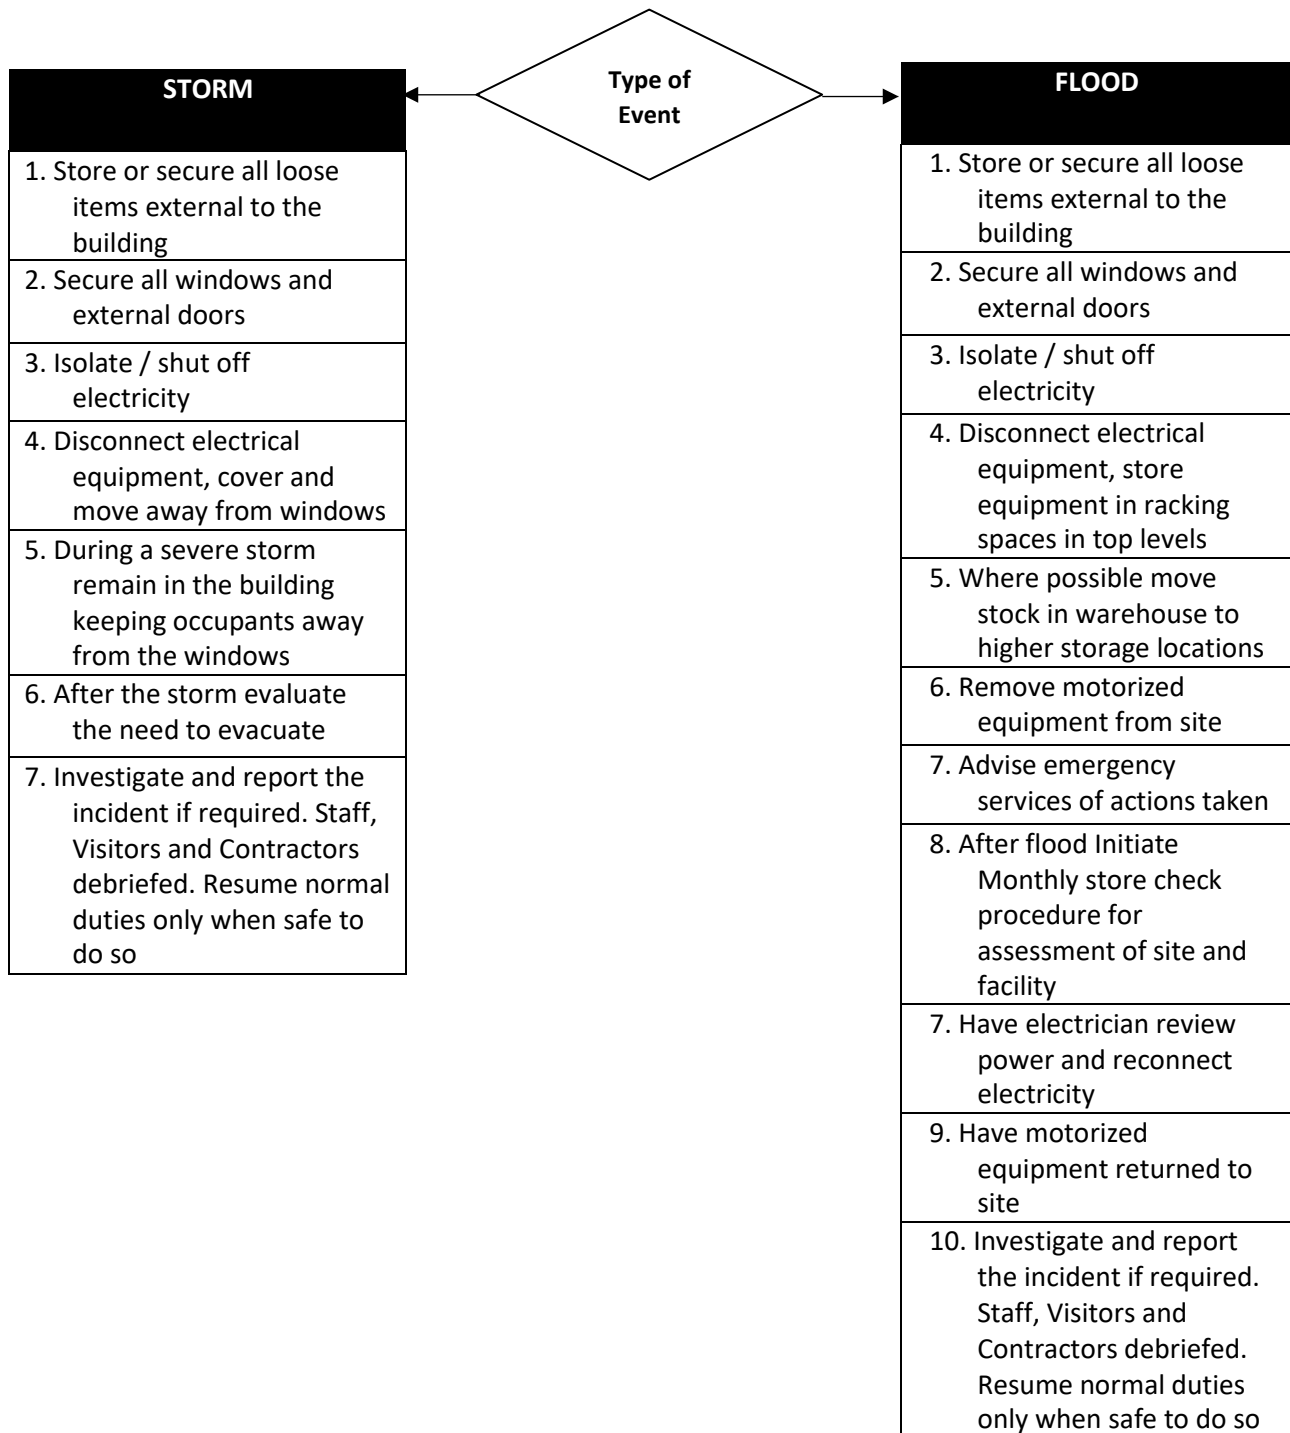 Type of
Event
STORM
1. Store or secure all loose
items external to the
building
2. Secure all windows and
external doors
3. Isolate / shut off
electricity
4. Disconnect electrical
equipment, cover and
move away from windows
5. During a severe storm
remain in the building
keeping occupants away
from the windows
6. After the storm evaluate
the need to evacuate
7. Investigate and report the
incident if required. Staff,
Visitors and Contractors
debriefed. Resume normal
duties only when safe to
do so
FLOOD
1. Store or secure all loose
items external to the
building
2. Secure all windows and
external doors
3. Isolate / shut off
electricity
4. Disconnect electrical
equipment, store
equipment in racking
spaces in top levels
5. Where possible move
stock in warehouse to
higher storage locations
6. Remove motorized
equipment from site
7. Advise emergency
services of actions taken
8. After flood Initiate
Monthly store check
procedure for
assessment of site and
facility
7. Have electrician review
power and reconnect
electricity
9. Have motorized
equipment returned to
site
10. Investigate and report
the incident if required.
Staff, Visitors and
Contractors debriefed.
Resume normal duties
only when safe to do so